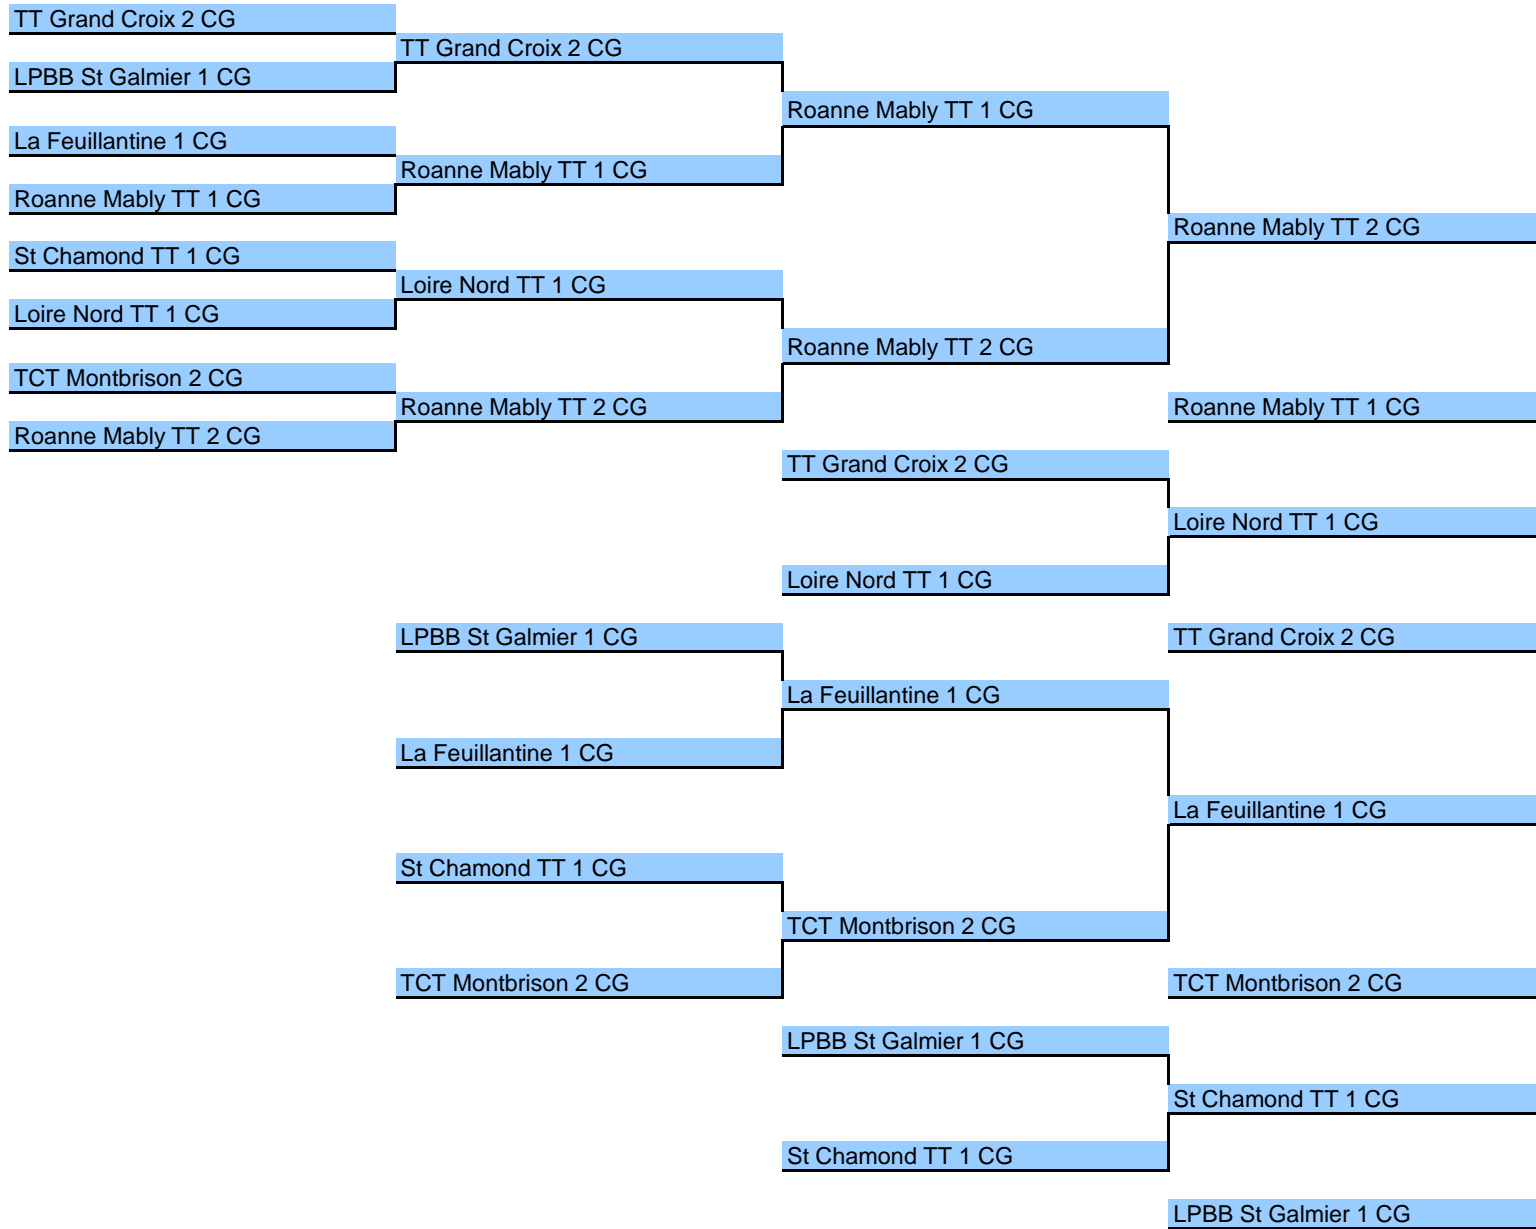 TT Grand Croix 2 CG
TT Grand Croix 2 CG
LPBB St Galmier 1 CG
Roanne Mably TT 1 CG
La Feuillantine 1 CG
Roanne Mably TT 1 CG
Roanne Mably TT 1 CG
Roanne Mably TT 2 CG
St Chamond TT 1 CG
Loire Nord TT 1 CG
Loire Nord TT 1 CG
Roanne Mably TT 2 CG
TCT Montbrison 2 CG
Roanne Mably TT 2 CG
Roanne Mably TT 1 CG
Roanne Mably TT 2 CG
TT Grand Croix 2 CG
Loire Nord TT 1 CG
Loire Nord TT 1 CG
LPBB St Galmier 1 CG
TT Grand Croix 2 CG
La Feuillantine 1 CG
La Feuillantine 1 CG
La Feuillantine 1 CG
St Chamond TT 1 CG
TCT Montbrison 2 CG
TCT Montbrison 2 CG
TCT Montbrison 2 CG
LPBB St Galmier 1 CG
St Chamond TT 1 CG
St Chamond TT 1 CG
LPBB St Galmier 1 CG